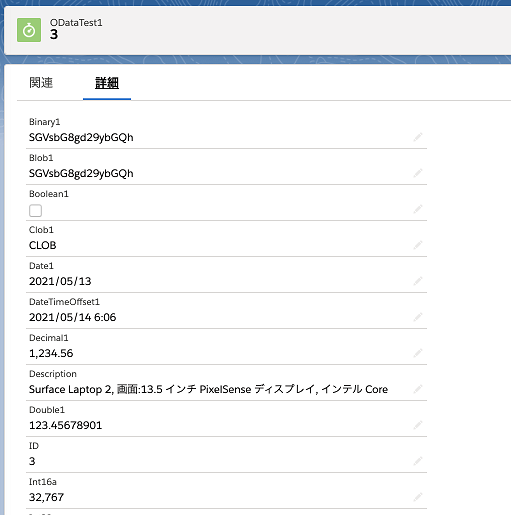 ODataTest1
3
関連
詳細
Binary1
SGVsbG8gd29ybGQh
Blob1
SGVsbG8gd29ybGQh
Boolean1
Clob1
CLOB
Date1
2021/05/13
DateTimeOffset1
2021/05/14 6:06
Decimal1
1,234.56
Description
Surface Laptop 2, 画面:13.5 インチ PixelSense ディスプレイ, インテル Core
Double1
123.45678901
ID
3
Int16a
32,767